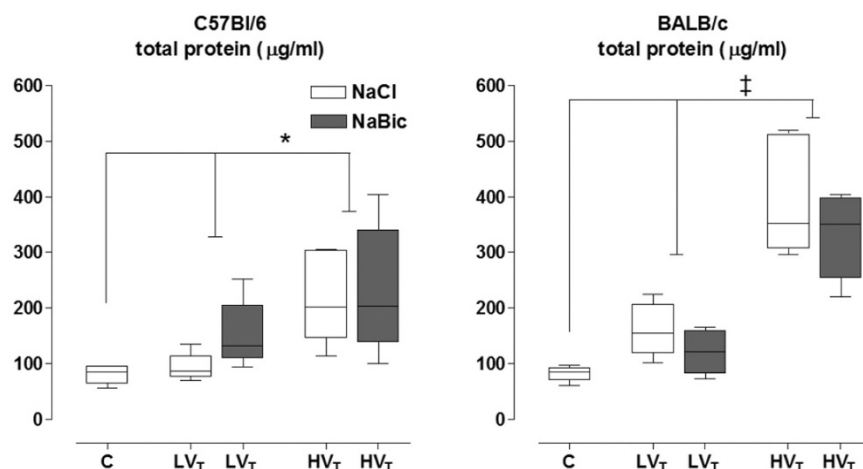 C57Bl/6
total protein ( μg/ml)
600
500
400
300
200
100
0
NaCl
NaBic
*
C LVT LVT HVT HVT
BALB/c
total protein ( μg/ml)
600
500
400
300
200
100
0
‡
C LVT LVT HVT HVT